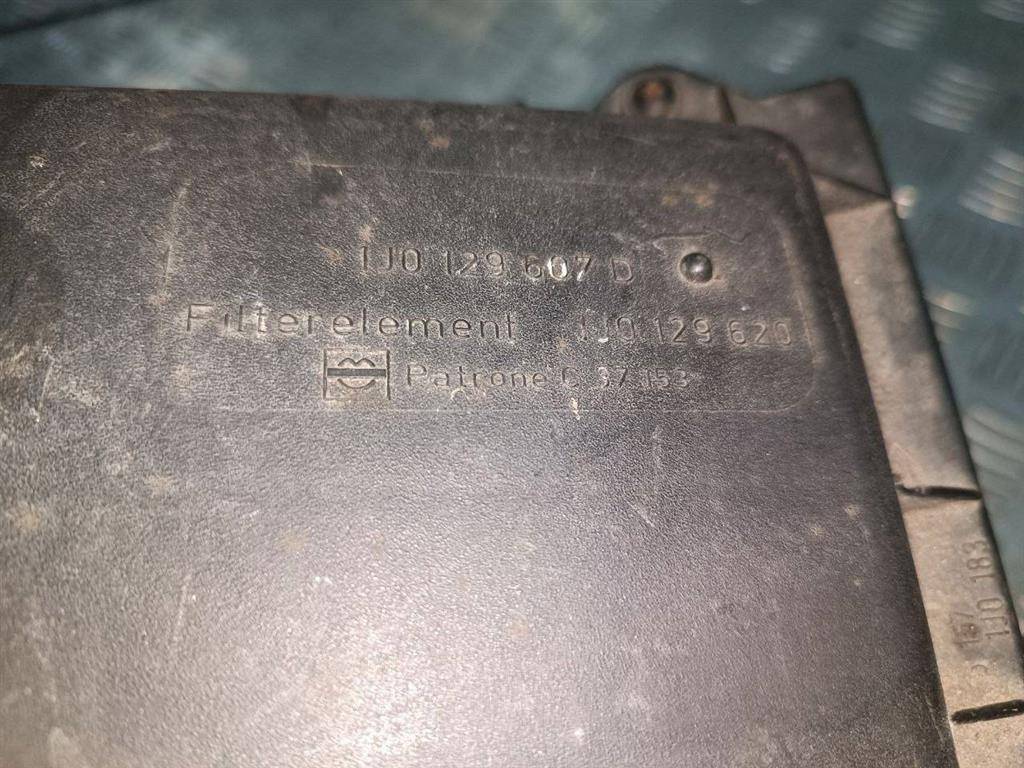 1J0 129 607 D
Filterelement 1J0 129 620
Patrone C 37 153
1J0 183